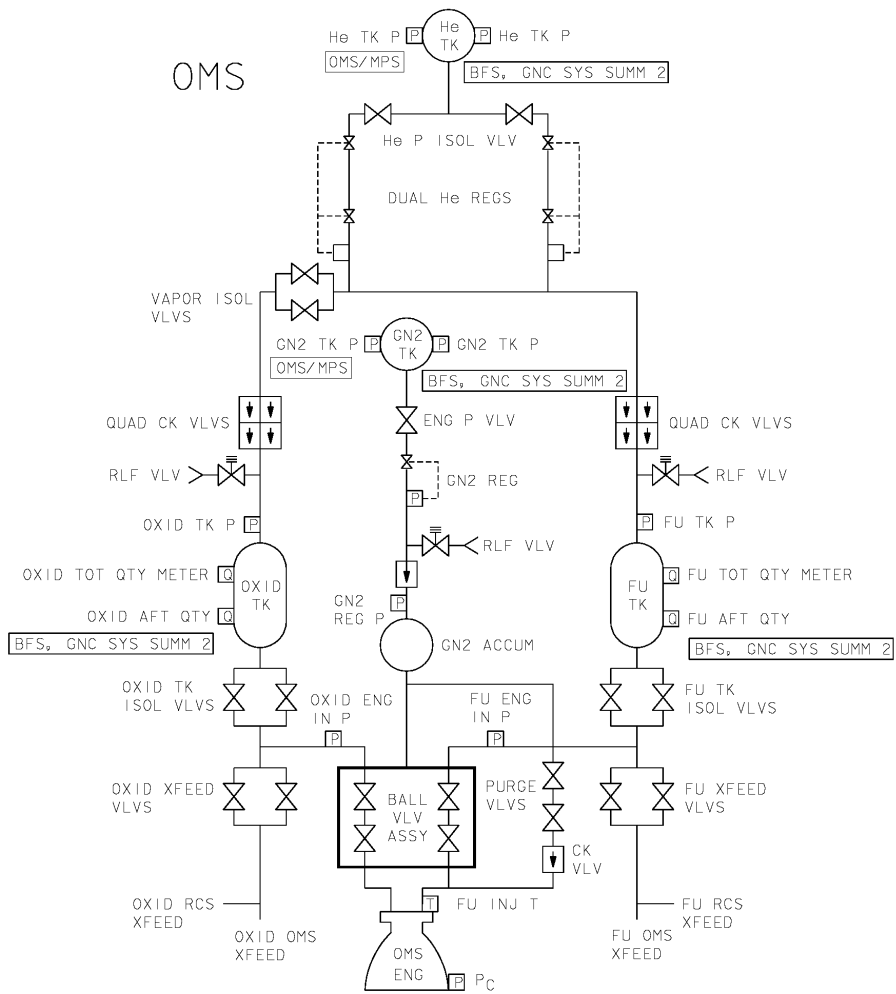 OMS
He TK P
P
He
TK
P
He TK P
OMS/MPS
BFS, GNC SYS SUMM 2
He P ISOL VLV
DUAL He REGS
VAPOR ISOL
VLVS
GN2 TK P
P
GN2
TK
P
GN2 TK P
OMS/MPS
BFS, GNC SYS SUMM 2
QUAD CK VLVS
ENG P VLV
QUAD CK VLVS
RLF VLV
GN2 REG
P
RLF VLV
OXID TK P
P
RLF VLV
P
FU TK P
OXID TOT QTY METER
Q
OXID
TK
OXID AFT QTY
Q
BFS, GNC SYS SUMM 2
GN2
REG P
P
GN2 ACCUM
FU
TK
Q
FU TOT QTY METER
Q
FU AFT QTY
BFS, GNC SYS SUMM 2
OXID TK
ISOL VLVS
OXID ENG
IN P
P
FU ENG
IN P
P
FU TK
ISOL VLVS
OXID XFEED
VLVS
BALL
VLV
ASSY
PURGE
VLVS
FU XFEED
VLVS
CK
VLV
OXID RCS
XFEED
OXID OMS
XFEED
T
FU INJ T
OMS
ENG
P
PC
FU RCS
XFEED
FU OMS
XFEED